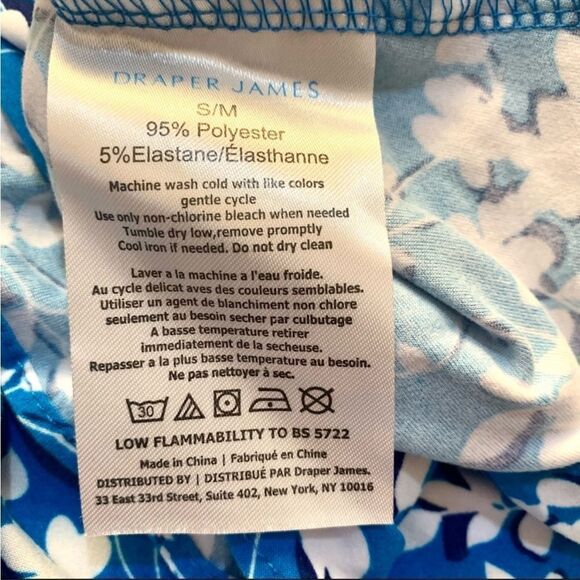 DRAPER JAMES
S/M
95% Polyester
5%Elastane/Élasthanne
Machine wash cold with like colors
gentle cycle
Use only non-chlorine bleach when needed
Tumble dry low,remove promptly
Cool iron if needed. Do not dry clean
Laver a la machine a l'eau froide.
Au cycle delicat aves des couleurs semblables.
Utiliser un agent de blanchiment non chlore
seulement au besoin secher par culbutage
A basse temperature retirer
immediatement de la secheuse.
Repasser a la plus basse temperature au besoin.
Ne pas nettoyer à sec.
30
LOW FLAMMABILITY TO BS 5722
Made in China | Fabriqué en Chine
DISTRIBUTED BY | DISTRIBUÉ PAR Draper James.
33 East 33rd Street, Suite 402, New York, NY 10016